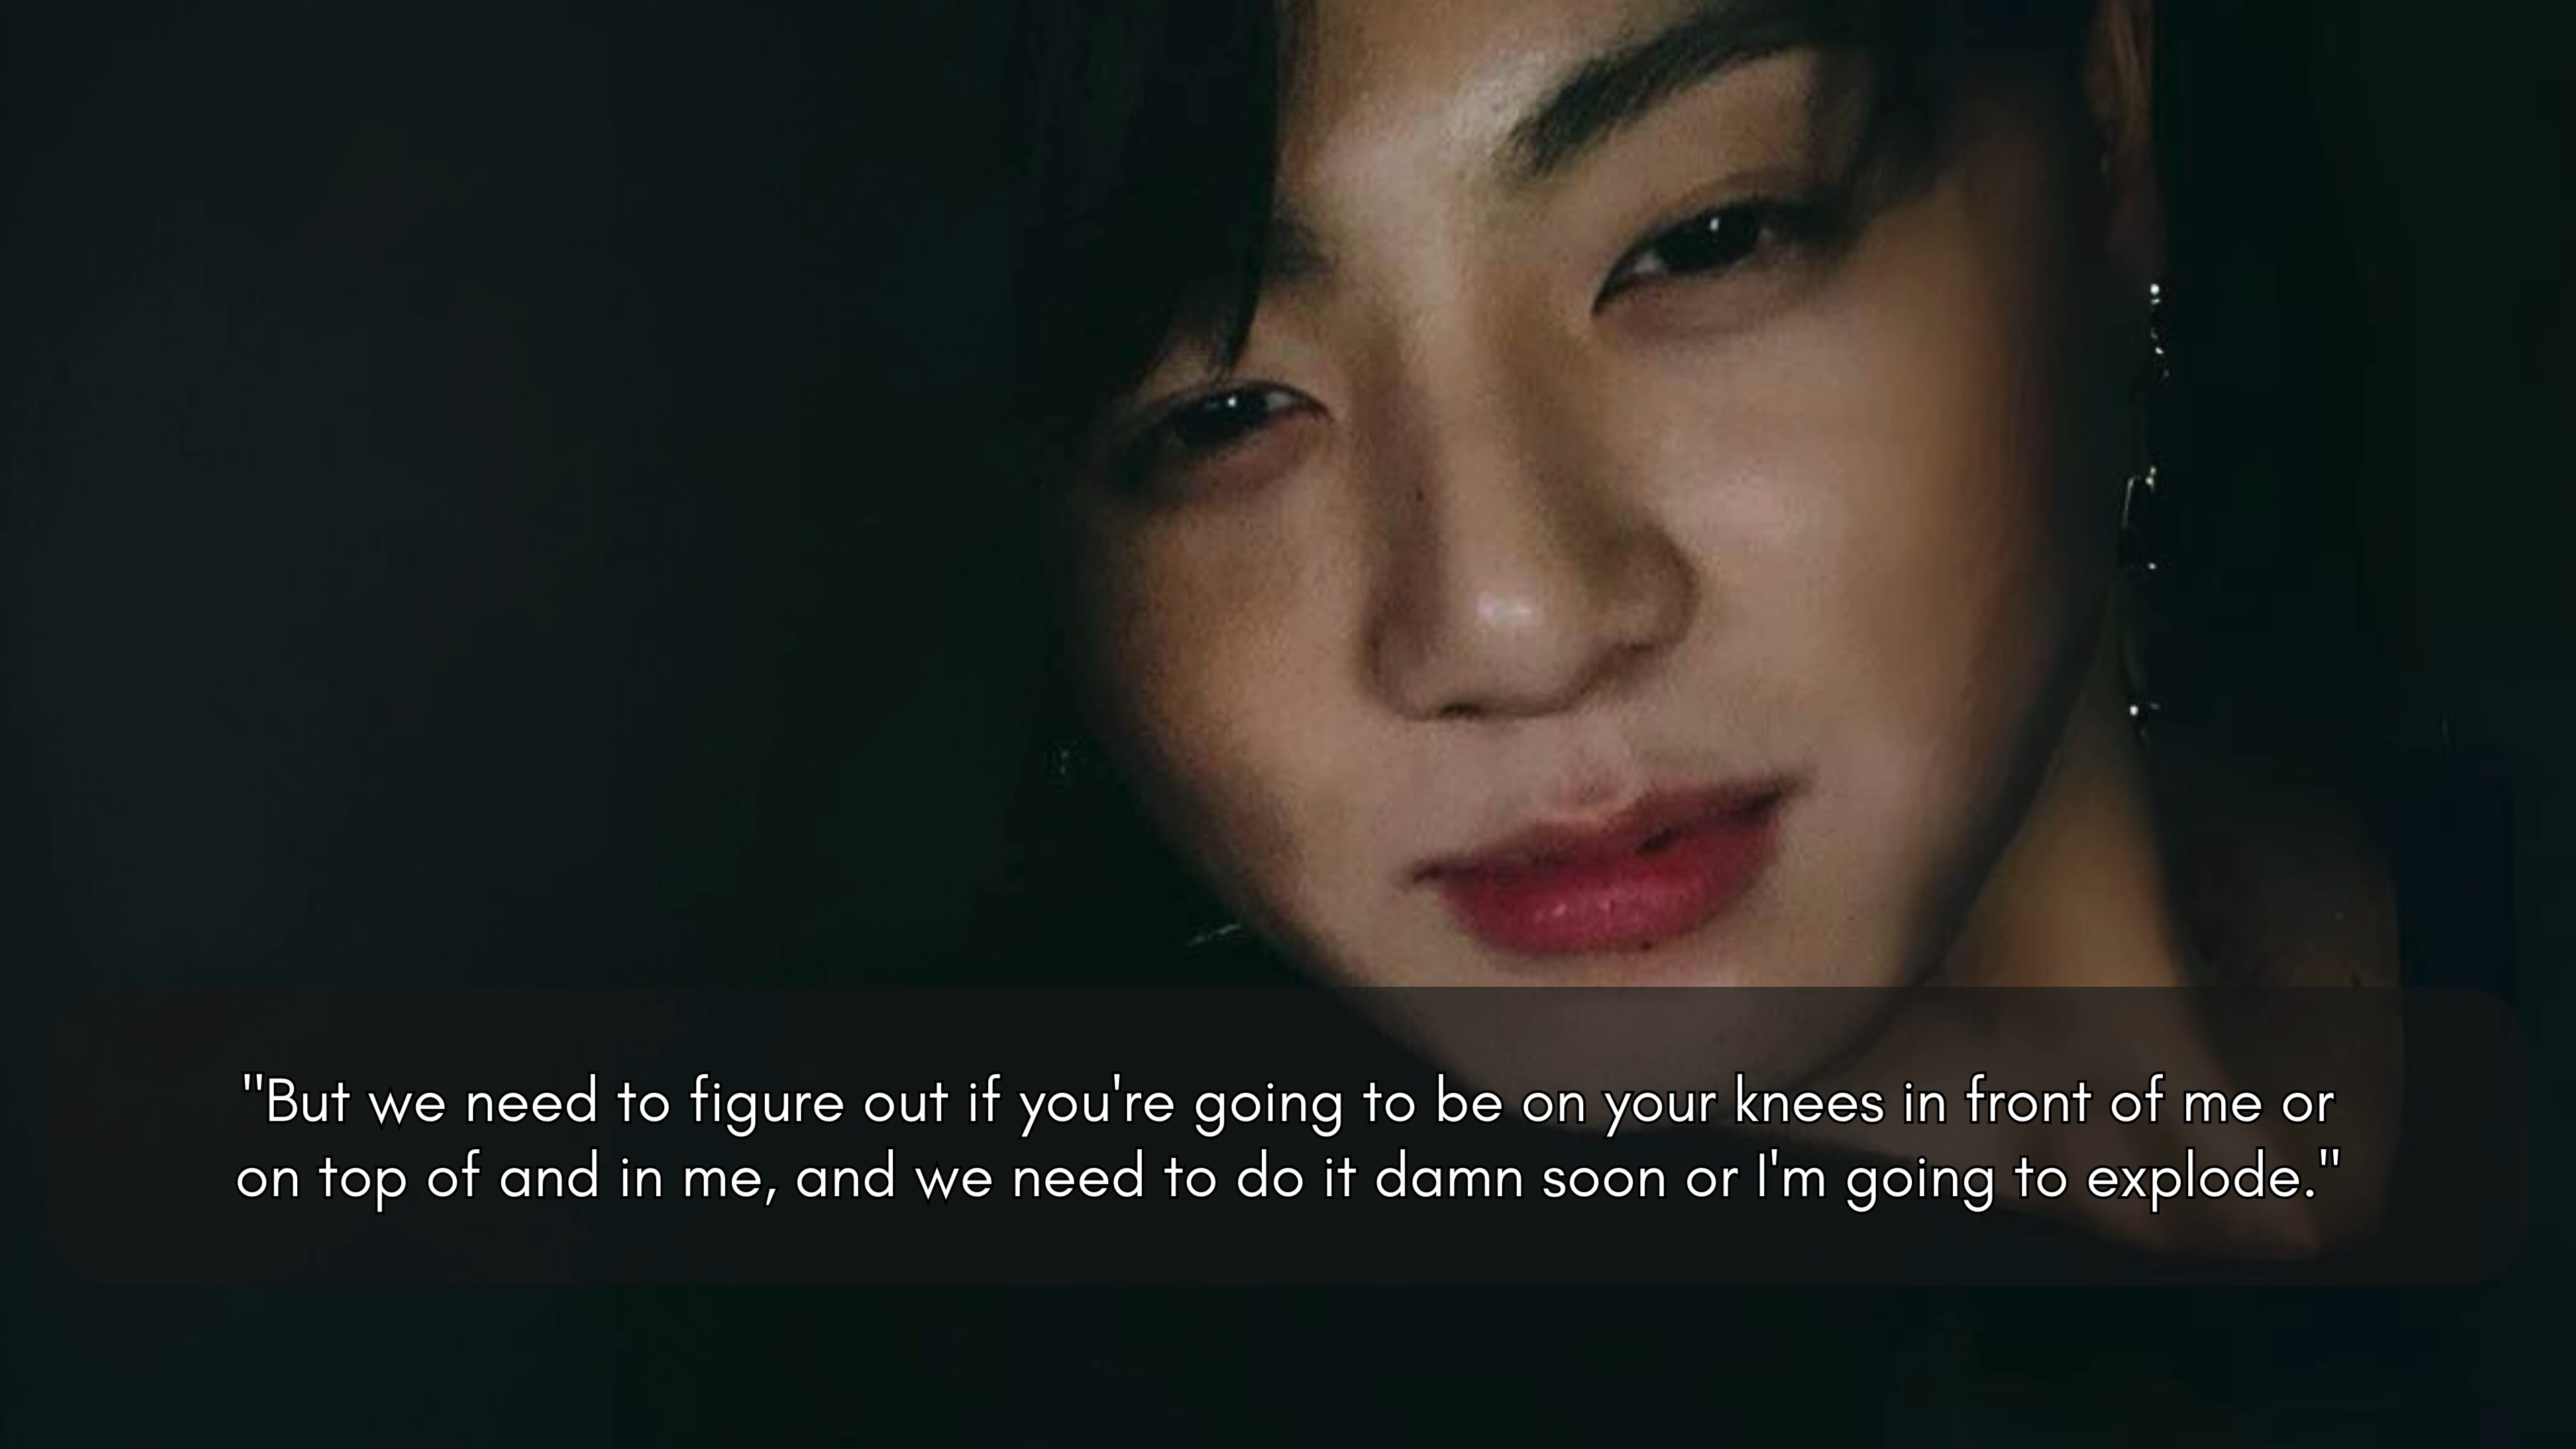 "But we need to figure out if you're going to be on your knees in front of me or
on top of and in me, and we need to do it damn soon or I'm going to explode."